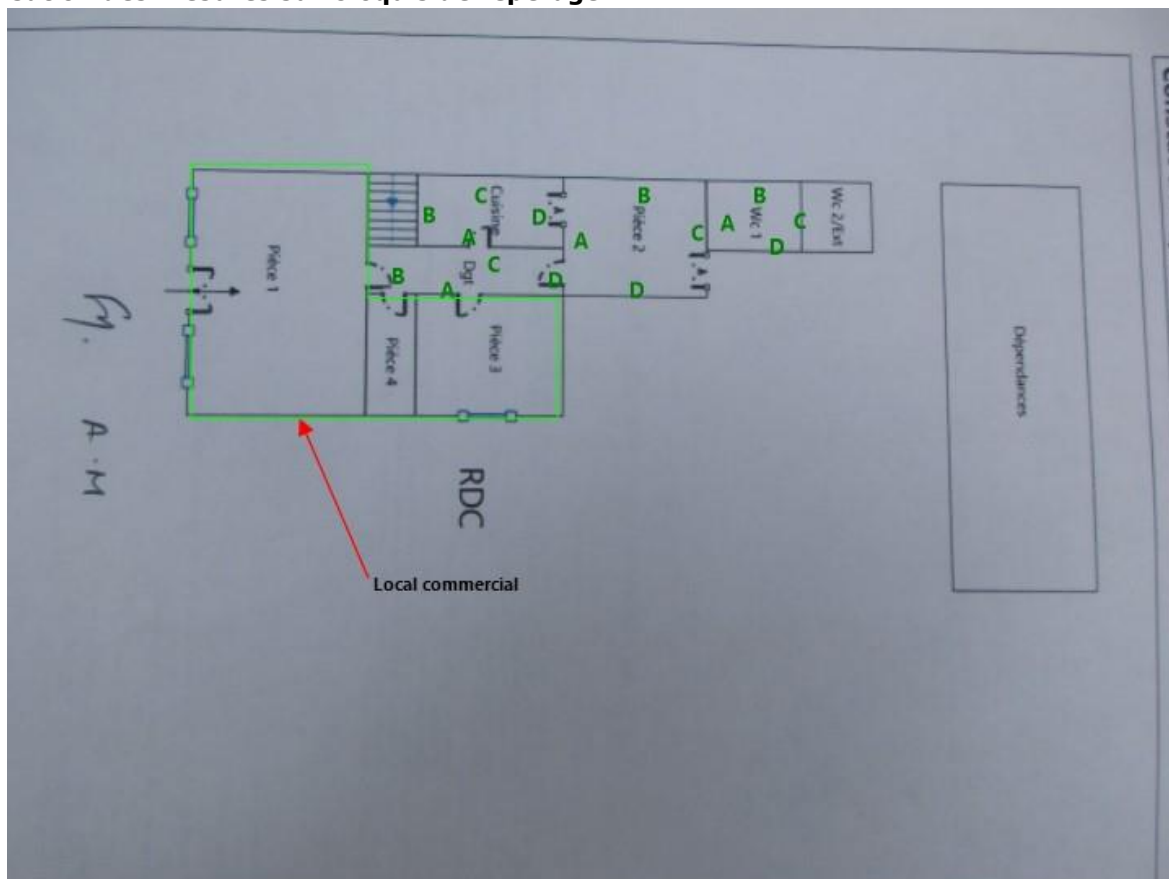 C
B
Cuisine
A
D
B
Pièce 2
A
C
D
B
Wc 1
A
C
D
Wc 2/Ext
Pièce 1
B
Dgt
C
A
D
Pièce 4
Pièce 3
Dépendances
A.M
RDC
Local commercial